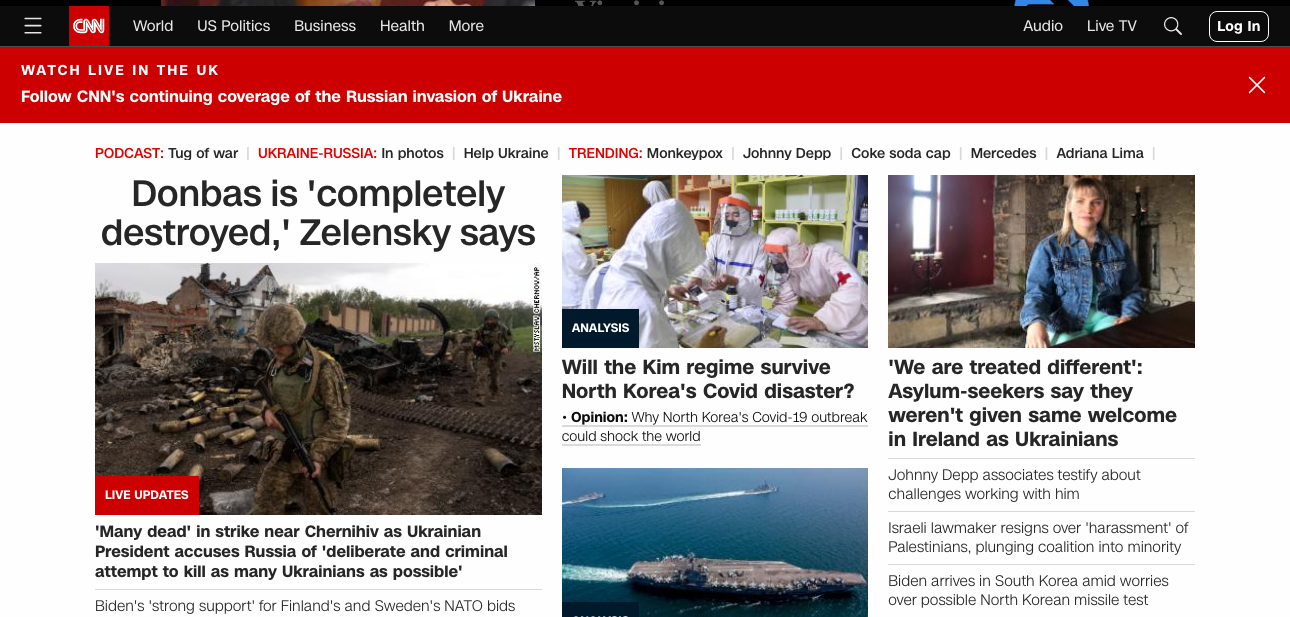 CNN World US Politics Business Health More Audio Live TV Log In
WATCH LIVE IN THE UK
Follow CNN's continuing coverage of the Russian invasion of Ukraine
PODCAST: Tug of war | UKRAINE-RUSSIA: In photos | Help Ukraine | TRENDING: Monkeypox | Johnny Depp | Coke soda cap | Mercedes | Adriana Lima |
Donbas is 'completely
destroyed,' Zelensky says
LIVE UPDATES
'Many dead' in strike near Chernihiv as Ukrainian
President accuses Russia of 'deliberate and criminal
attempt to kill as many Ukrainians as possible'
Biden's 'strong support' for Finland's and Sweden's NATO bids
ANALYSIS
Will the Kim regime survive
North Korea's Covid disaster?
• Opinion: Why North Korea's Covid-19 outbreak
could shock the world
'We are treated different':
Asylum-seekers say they
weren't given same welcome
in Ireland as Ukrainians
Johnny Depp associates testify about
challenges working with him
Israeli lawmaker resigns over 'harassment' of
Palestinians, plunging coalition into minority
Biden arrives in South Korea amid worries
over possible North Korean missile test